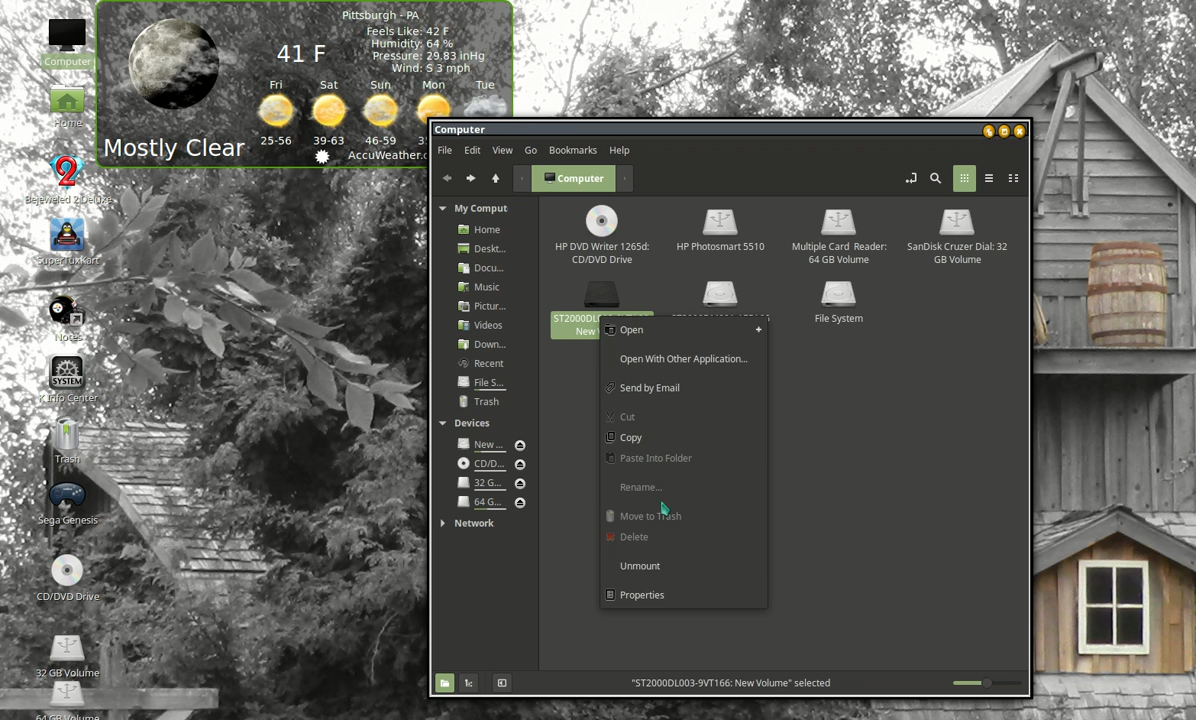 Computer
Home
Bejeweled 2 Deluxe
SuperTuxKart
Notes
SYSTEM
K Info Center
Trash
Sega Genesis
CD/DVD Drive
32 GB Volume
64 GB Volume
Pittsburgh - PA
41 F
Feels Like: 42 F
Humidity: 64 %
Pressure: 29.83 inHg
Wind: S 3 mph
Fri Sat Sun Mon Tue
25-56 39-63 46-59
Mostly Clear
AccuWeather.c
Computer
File Edit View Go Bookmarks Help
Computer
My Comput
Home
Deskt...
Docu...
Music
Pictur...
Videos
Down...
Recent
File S...
Trash
Devices
New ...
CD/D...
32 G...
64 G...
Network
HP DVD Writer 1265d:
CD/DVD Drive
HP Photosmart 5510
Multiple Card Reader:
64 GB Volume
SanDisk Cruzer Dial: 32
GB Volume
New
File System
Open
Open With Other Application...
Send by Email
Cut
Copy
Paste Into Folder
Rename...
Move to Trash
Delete
Unmount
Properties
"ST2000DL003-9VT166: New Volume" selected